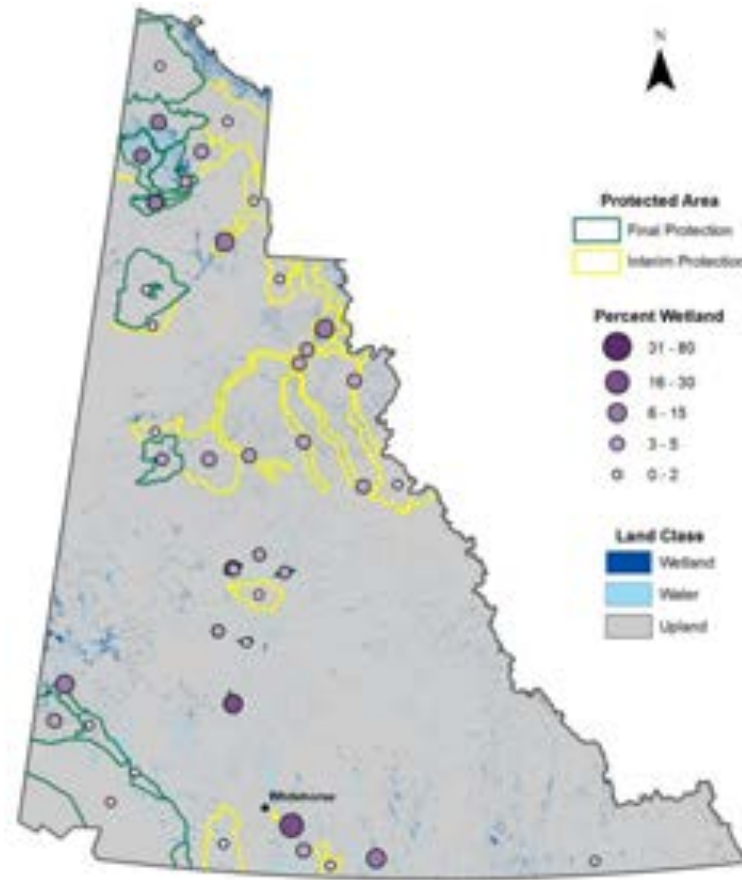 N
Protected Area
Final Protection
Interim Protection
Percent Wetland
31 - 80
16 - 30
6 - 15
3 - 5
0 - 2
Land Class
Wetland
Water
Upland
Whitehorse